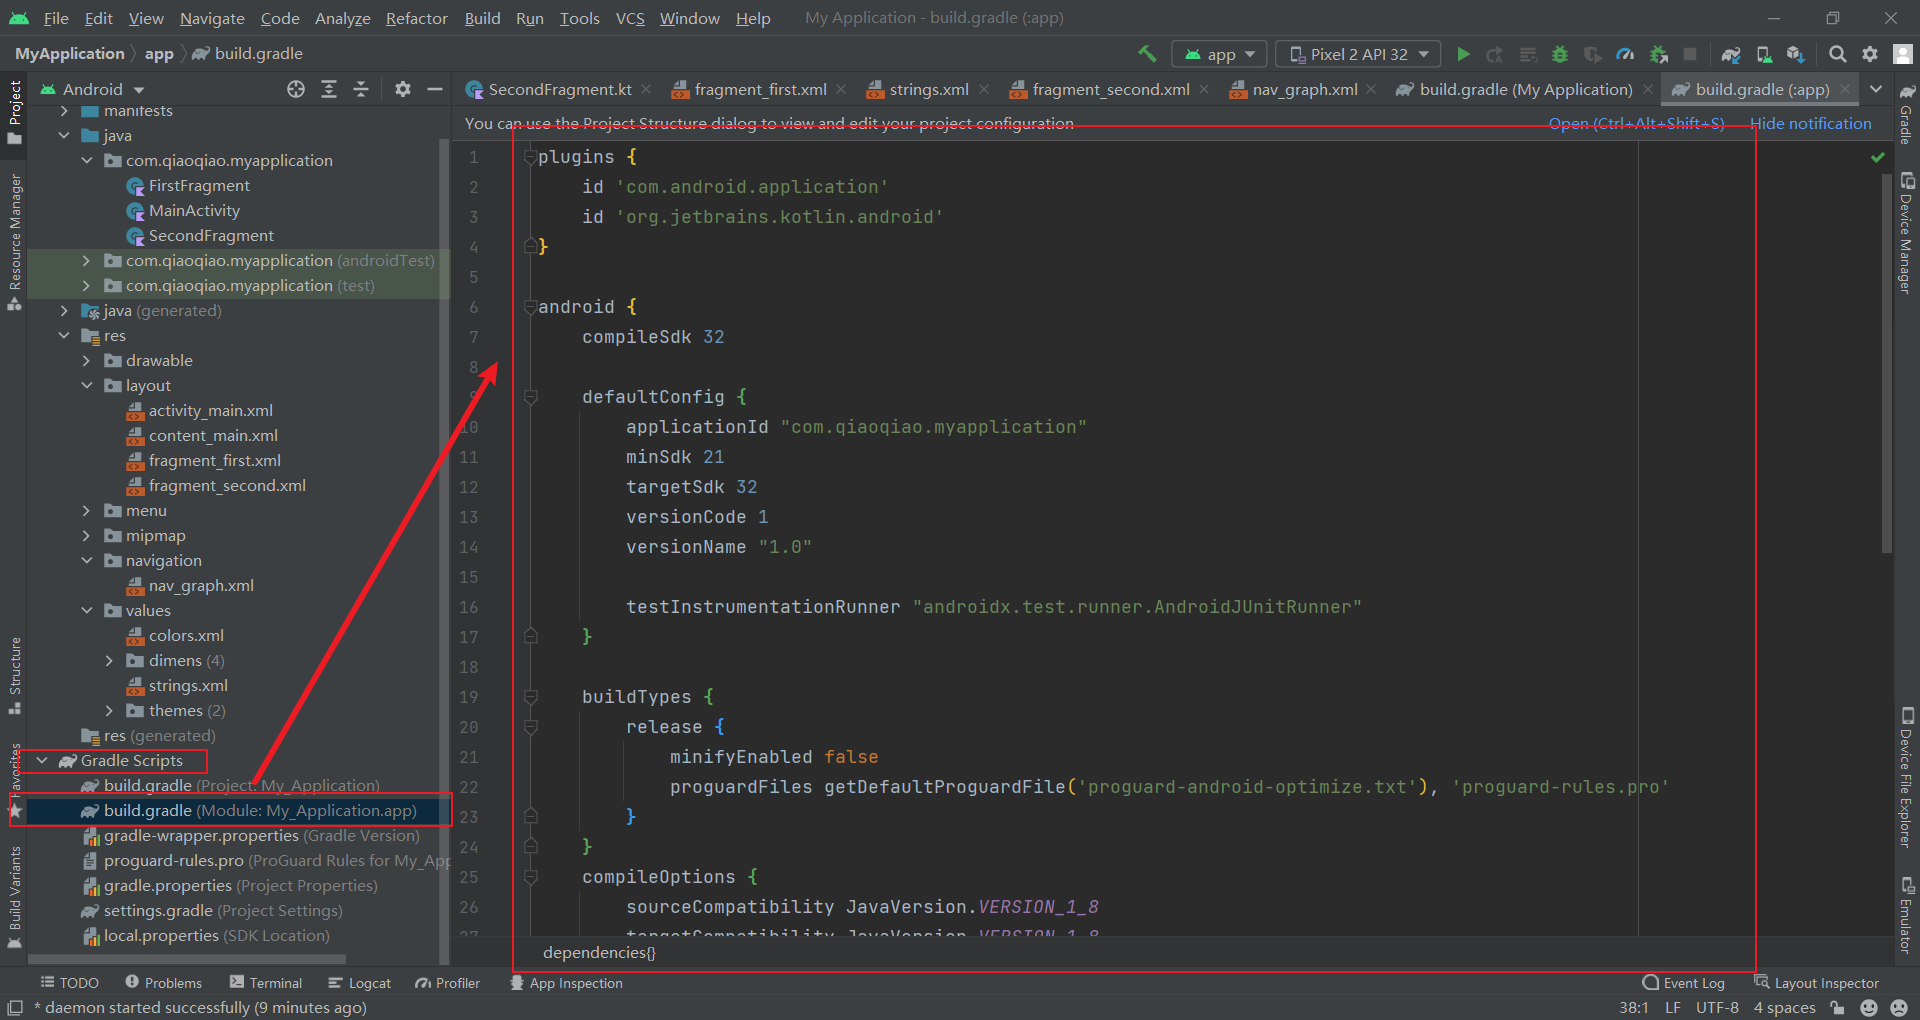 File Edit View Navigate Code Analyze Refactor Build Run Tools VCS Window Help My Application - build.gradle (:app)
MyApplication app build.gradle
app Pixel 2 API 32
Android
SecondFragment.kt fragment_first.xml strings.xml fragment_second.xml nav_graph.xml build.gradle (My Application) build.gradle (:app)
You can use the Project Structure dialog to view and edit your project configuration Open (Ctrl+Alt+Shift+S) Hide notification
Project
Resource Manager
Structure
Favorites
Build Variants
manifests
java
com.qiaoqiao.myapplication
FirstFragment
MainActivity
SecondFragment
com.qiaoqiao.myapplication (androidTest)
com.qiaoqiao.myapplication (test)
java (generated)
res
drawable
layout
activity_main.xml
content_main.xml
fragment_first.xml
fragment_second.xml
menu
mipmap
navigation
nav_graph.xml
values
colors.xml
dimens (4)
strings.xml
themes (2)
res (generated)
Gradle Scripts
build.gradle (Project: My_Application)
build.gradle (Module: My_Application.app)
gradle-wrapper.properties (Gradle Version)
proguard-rules.pro (ProGuard Rules for My_App
gradle.properties (Project Properties)
settings.gradle (Project Settings)
local.properties (SDK Location)
1 plugins {
2 id 'com.android.application'
3 id 'org.jetbrains.kotlin.android'
4 }
5
6 android {
7 compileSdk 32
8
9 defaultConfig {
10 applicationId "com.qiaoqiao.myapplication"
11 minSdk 21
12 targetSdk 32
13 versionCode 1
14 versionName "1.0"
15
16 testInstrumentationRunner "androidx.test.runner.AndroidJUnitRunner"
17 }
18
19 buildTypes {
20 release {
21 minifyEnabled false
22 proguardFiles getDefaultProguardFile('proguard-android-optimize.txt'), 'proguard-rules.pro'
23 }
24 }
25 compileOptions {
26 sourceCompatibility JavaVersion.VERSION_1_8
27 targetCompatibility JavaVersion.VERSION_1_8
dependencies{}
Gradle
Device Manager
Device File Explorer
Emulator
TODO Problems Terminal Logcat Profiler App Inspection Event Log Layout Inspector
* daemon started successfully (9 minutes ago) 38:1 LF UTF-8 4 spaces